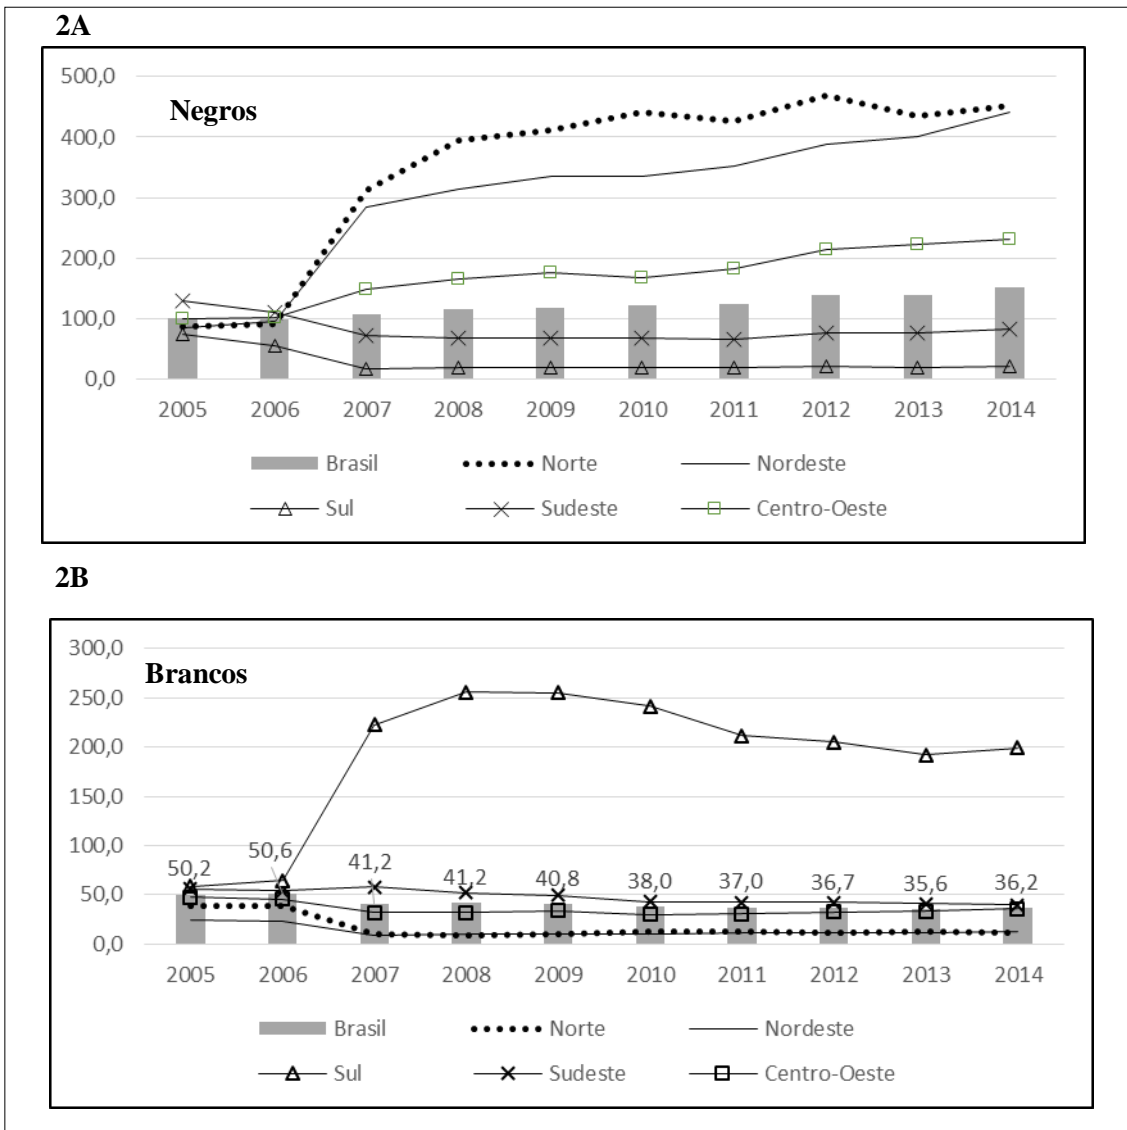 2A
Negros
500,0
400,0
300,0
200,0
100,0
0,0
2005 2006 2007 2008 2009 2010 2011 2012 2013 2014
Brasil Norte Nordeste
Sul Sudeste Centro-Oeste
2B
Brancos
300,0
250,0
200,0
150,0
100,0
50,0
0,0
50,2 50,6 41,2 41,2 40,8 38,0 37,0 36,7 35,6 36,2
2005 2006 2007 2008 2009 2010 2011 2012 2013 2014
Brasil Norte Nordeste
Sul Sudeste Centro-Oeste